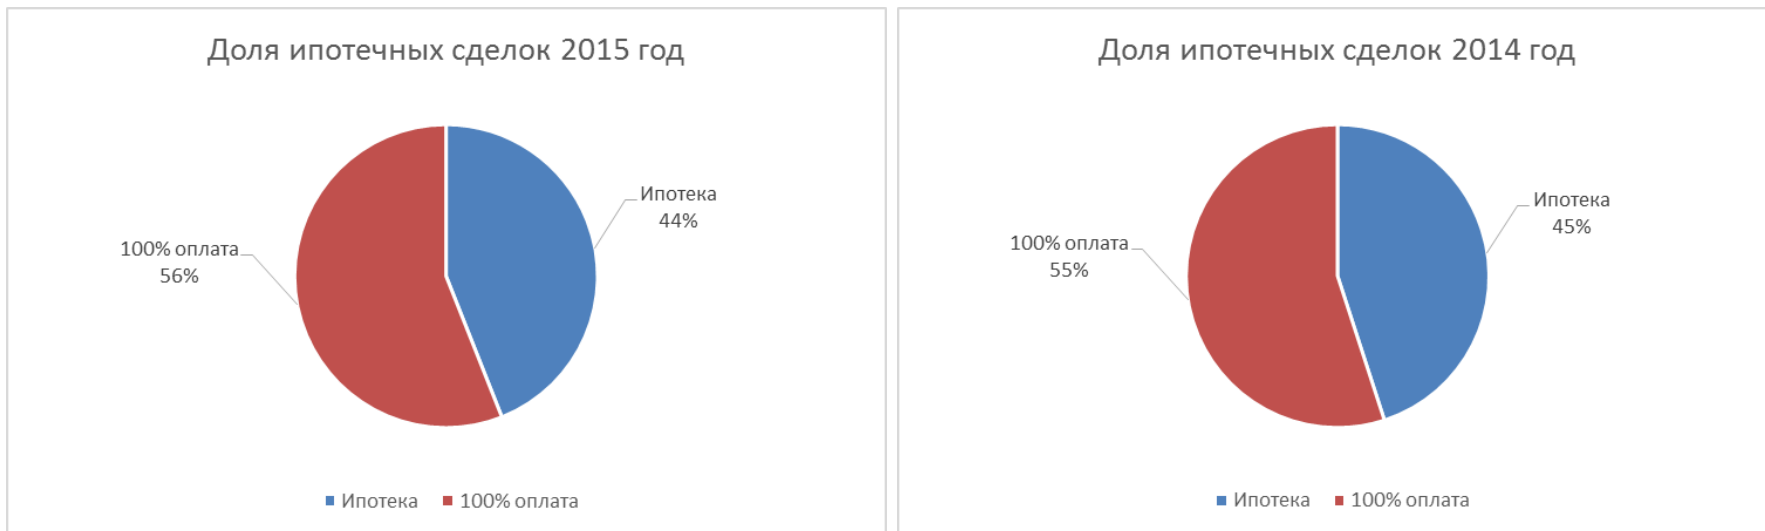 Доля ипотечных сделок 2015 год
Ипотека
44%
100% оплата
56%
Ипотека 100% оплата
Доля ипотечных сделок 2014 год
Ипотека
45%
100% оплата
55%
Ипотека 100% оплата